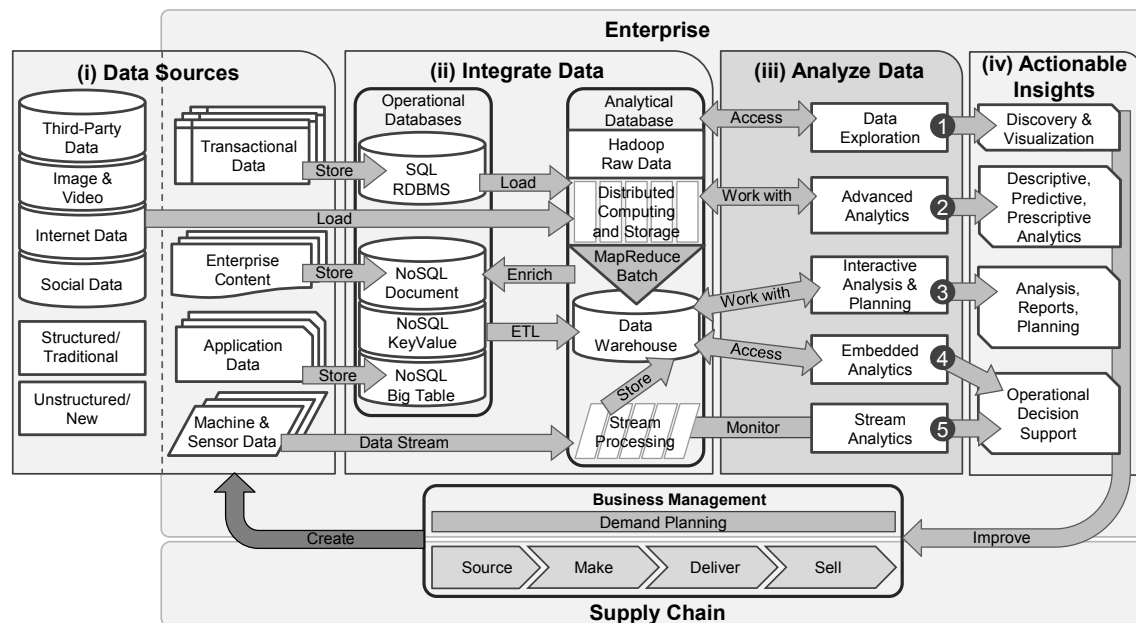 Enterprise
(i) Data Sources
Third-Party
Data
Image &
Video
Internet Data
Social Data
Structured/
Traditional
Unstructured/
New
Transactional
Data
Enterprise
Content
Application
Data
Machine &
Sensor Data
Store
Load
Store
Store
Data Stream
(ii) Integrate Data
Operational
Databases
SQL
RDBMS
NoSQL
Document
NoSQL
KeyValue
NoSQL
Big Table
Load
Enrich
ETL
Analytical
Database
Hadoop
Raw Data
Distributed
Computing
and Storage
MapReduce
Batch
Data
Warehouse
Store
Stream
Processing
Access
Work with
Work with
Access
Monitor
(iii) Analyze Data
Data
Exploration
1
Advanced
Analytics
2
Interactive
Analysis &
Planning
3
Embedded
Analytics
4
Stream
Analytics
5
(iv) Actionable
Insights
Discovery &
Visualization
Descriptive,
Predictive,
Prescriptive
Analytics
Analysis,
Reports,
Planning
Operational
Decision
Support
Create
Improve
Business Management
Demand Planning
Source
Make
Deliver
Sell
Supply Chain